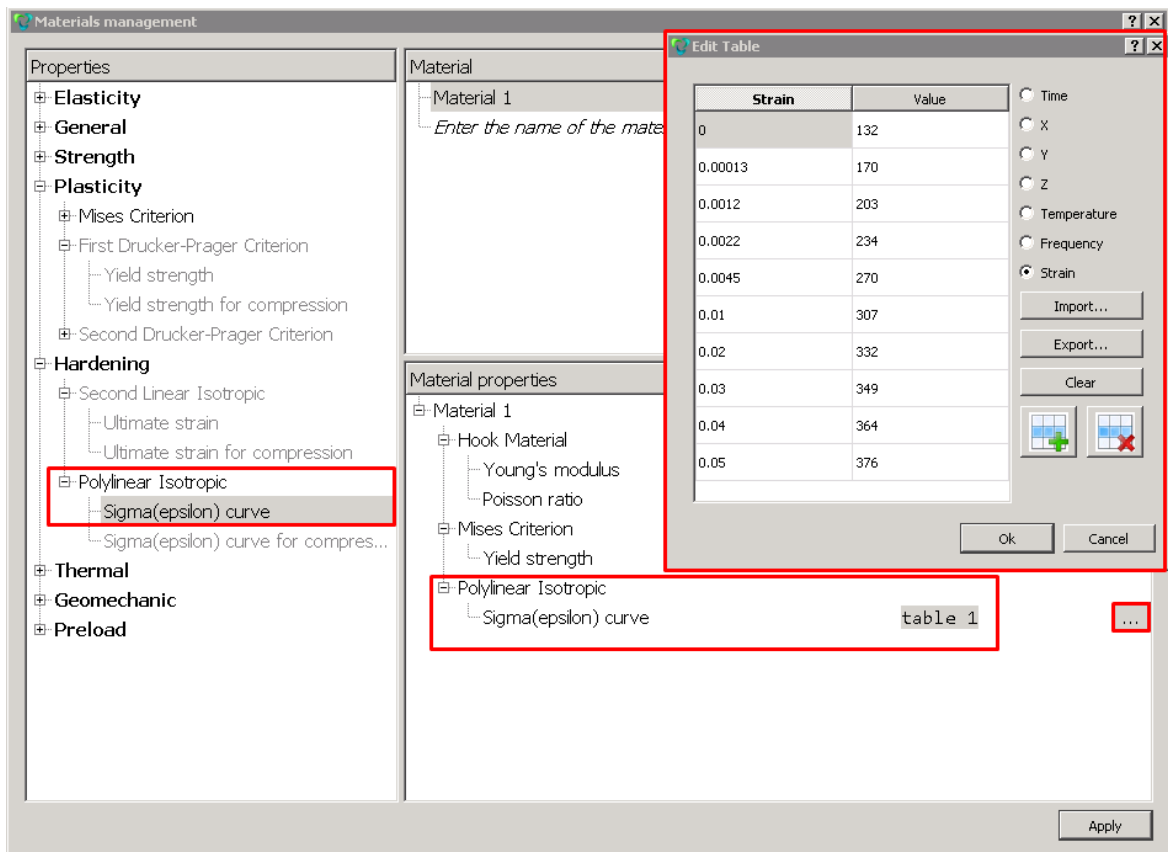 Materials management
Properties
Elasticity
General
Strength
Plasticity
Mises Criterion
First Drucker-Prager Criterion
Yield strength
Yield strength for compression
Second Drucker-Prager Criterion
Hardening
Second Linear Isotropic
Ultimate strain
Ultimate strain for compression
Polylinear Isotropic
Sigma(epsilon) curve
Sigma(epsilon) curve for compres...
Thermal
Geomechanic
Preload
Material
Material 1
Enter the name of the mate
Material properties
Material 1
Hook Material
Young's modulus
Poisson ratio
Mises Criterion
Yield strength
Polylinear Isotropic
Sigma(epsilon) curve table 1 ...
Apply
Edit Table
Strain Value
0 132
0.00013 170
0.0012 203
0.0022 234
0.0045 270
0.01 307
0.02 332
0.03 349
0.04 364
0.05 376
Time
X
Y
Z
Temperature
Frequency
Strain
Import...
Export...
Clear
Ok Cancel